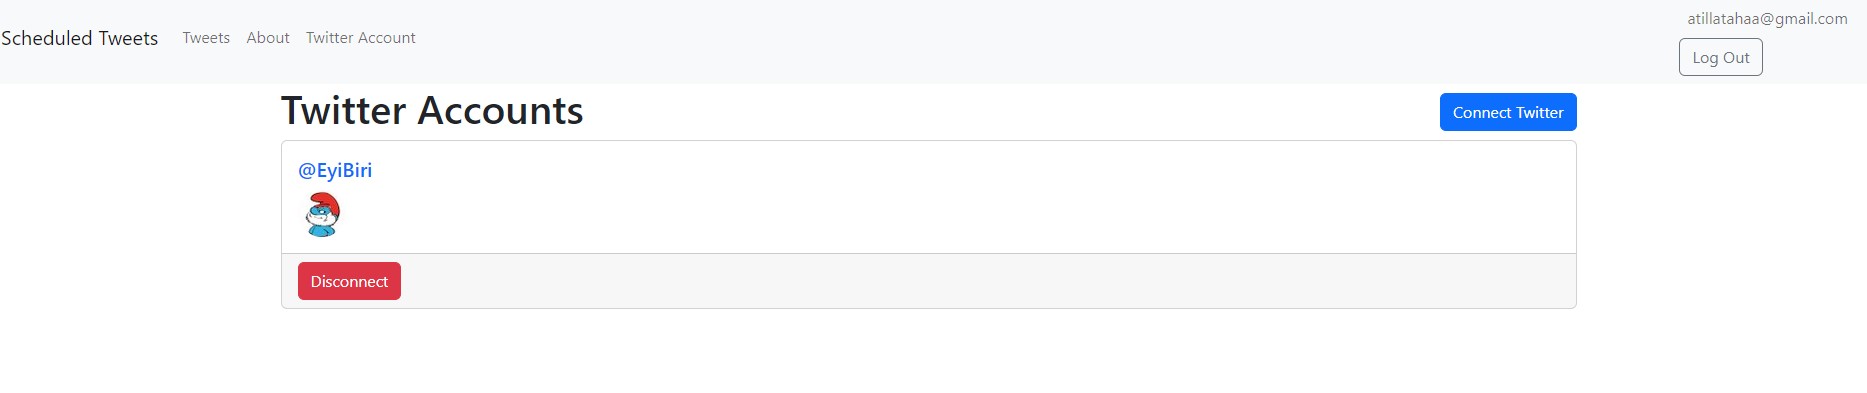 Scheduled Tweets Tweets About Twitter Account
atillatahaa@gmail.com
Log Out
Twitter Accounts
Connect Twitter
@EyiBiri
Disconnect